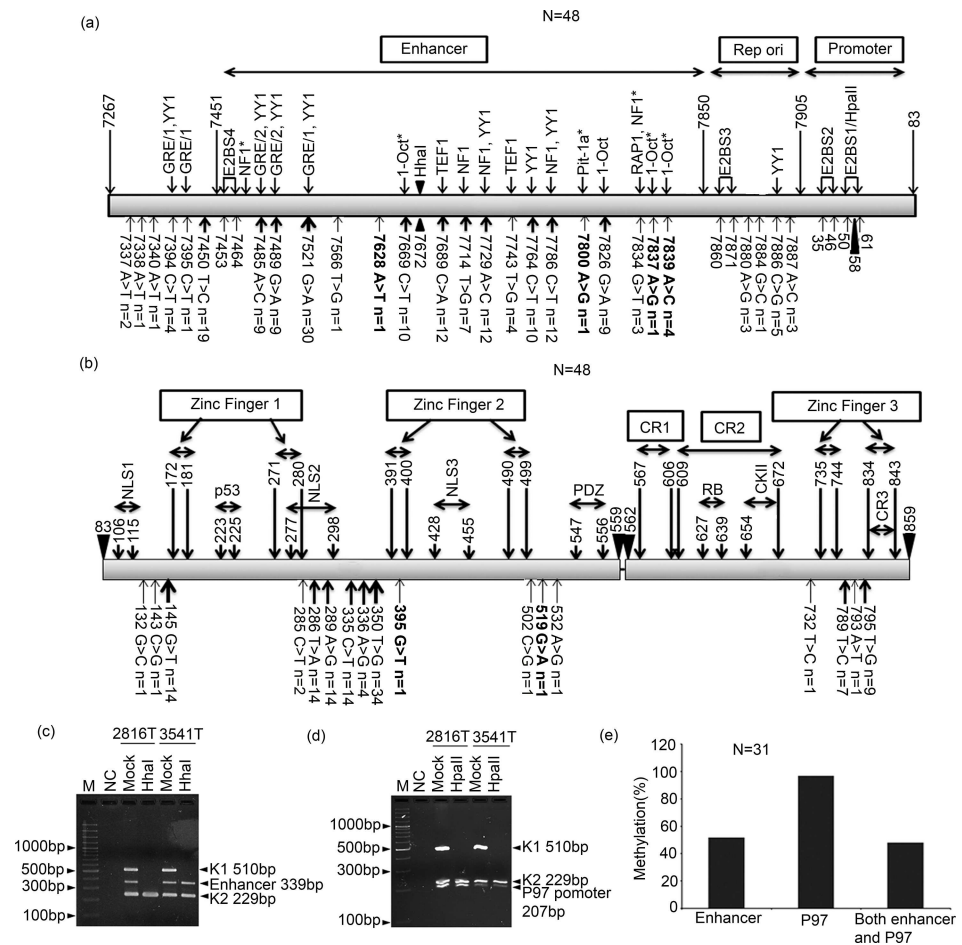 (a)
N=48
Enhancer
Rep ori
Promoter
7267
GRE/1, YY1
GRE/1
7451
E2BS4
NF1*
GRE/2, YY1
GRE/2, YY1
GRE/1, YY1
1-Oct*
HhaI
TEF1
NF1
NF1, YY1
TEF1
YY1
NF1, YY1
Pit-1a*
1-Oct
RAP1, NF1*
1-Oct*
1-Oct*
7850
E2BS3
YY1
7905
E2BS2
E2BS1/HpaII
83
7337 A>T n=2
7338 A>T n=1
7340 A>T n=1
7394 C>T n=4
7395 C>T n=1
7450 T>C n=19
7453
7464
7485 A>C n=9
7489 G>A n=9
7521 G>A n=30
7566 T>G n=1
7628 A>T n=1
7669 C>T n=10
7672
7689 C>A n=12
7714 T>G n=7
7729 A>C n=12
7743 T>G n=4
7764 C>T n=10
7786 C>T n=12
7800 A>G n=1
7826 G>A n=9
7834 G>T n=3
7837 A>G n=1
7839 A>C n=4
7860
7871
7880 A>G n=3
7884 G>C n=1
7886 C>G n=5
7887 A>C n=3
35
46
50
58
61
(b)
N=48
Zinc Finger 1
Zinc Finger 2
CR1
CR2
Zinc Finger 3
83
106
NLS1
115
172
181
p53
223
225
271
277
280
NLS2
298
391
400
428
NLS3
455
490
499
PDZ
547
556
559
562
567
606
609
RB
627
639
654
CKII
672
735
744
834
CR3
843
859
132 G>C n=1
143 C>G n=1
145 G>T n=14
285 C>T n=2
286 T>A n=14
289 A>G n=14
335 C>T n=14
336 A>G n=4
350 T>G n=34
395 G>T n=1
502 C>G n=1
519 G>A n=1
532 A>G n=1
732 T>C n=1
789 T>C n=7
793 A>T n=1
795 T>G n=9
(c)
2816T 3541T
M NC Mock HhaI Mock HhaI
1000bp
500bp
300bp
100bp
K1 510bp
Enhancer 339bp
K2 229bp
(d)
2816T 3541T
M NC Mock HpaII Mock HpaII
1000bp
500bp
300bp
100bp
K1 510bp
K2 229bp
P97 pomoter
207bp
(e)
N=31
Methylation(%)
120
100
80
60
40
20
0
Enhancer P97 Both enhancer
and P97